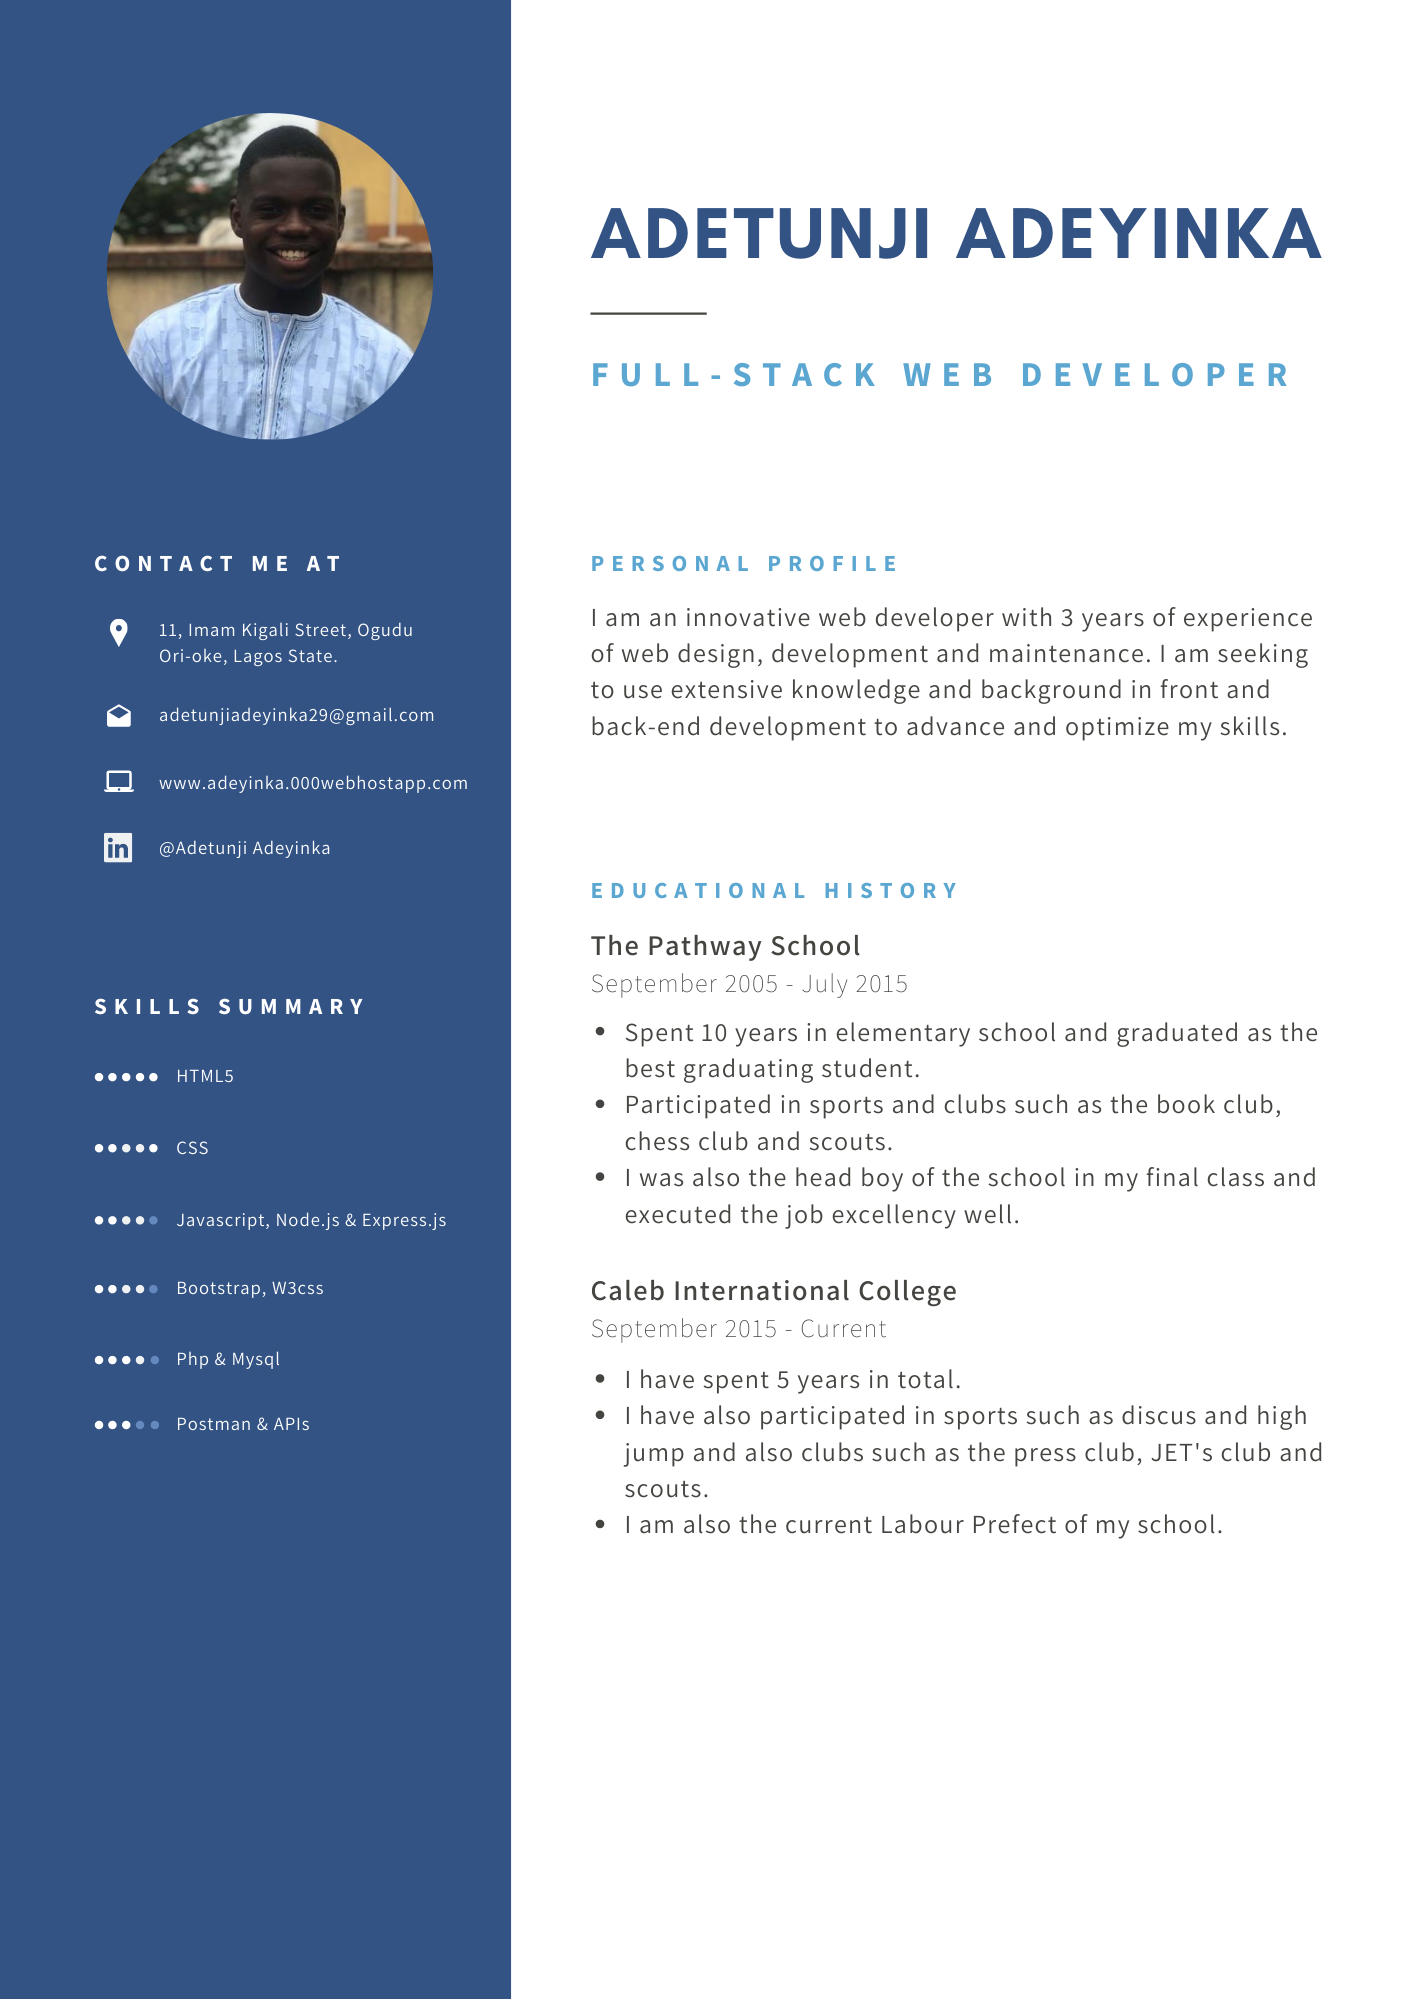 ADETUNJI ADEYINKA
FULL-STACK WEB DEVELOPER
CONTACT ME AT
11, Imam Kigali Street, Ogudu
Ori-oke, Lagos State.
adetunjiadeyinka29@gmail.com
www.adeyinka.000webhostapp.com
in
@Adetunji Adeyinka
SKILLS SUMMARY
HTML5
CSS
Javascript, Node.js & Express.js
Bootstrap, W3css
Php & Mysql
Postman & APIs
PERSONAL PROFILE
I am an innovative web developer with 3 years of experience
of web design, development and maintenance. I am seeking
to use extensive knowledge and background in front and
back-end development to advance and optimize my skills.
EDUCATIONAL HISTORY
The Pathway School
September 2005 - July 2015
• Spent 10 years in elementary school and graduated as the
best graduating student.
• Participated in sports and clubs such as the book club,
chess club and scouts.
• I was also the head boy of the school in my final class and
executed the job excellency well.
Caleb International College
September 2015 - Current
• I have spent 5 years in total.
• I have also participated in sports such as discus and high
jump and also clubs such as the press club, JET's club and
scouts.
• I am also the current Labour Prefect of my school.